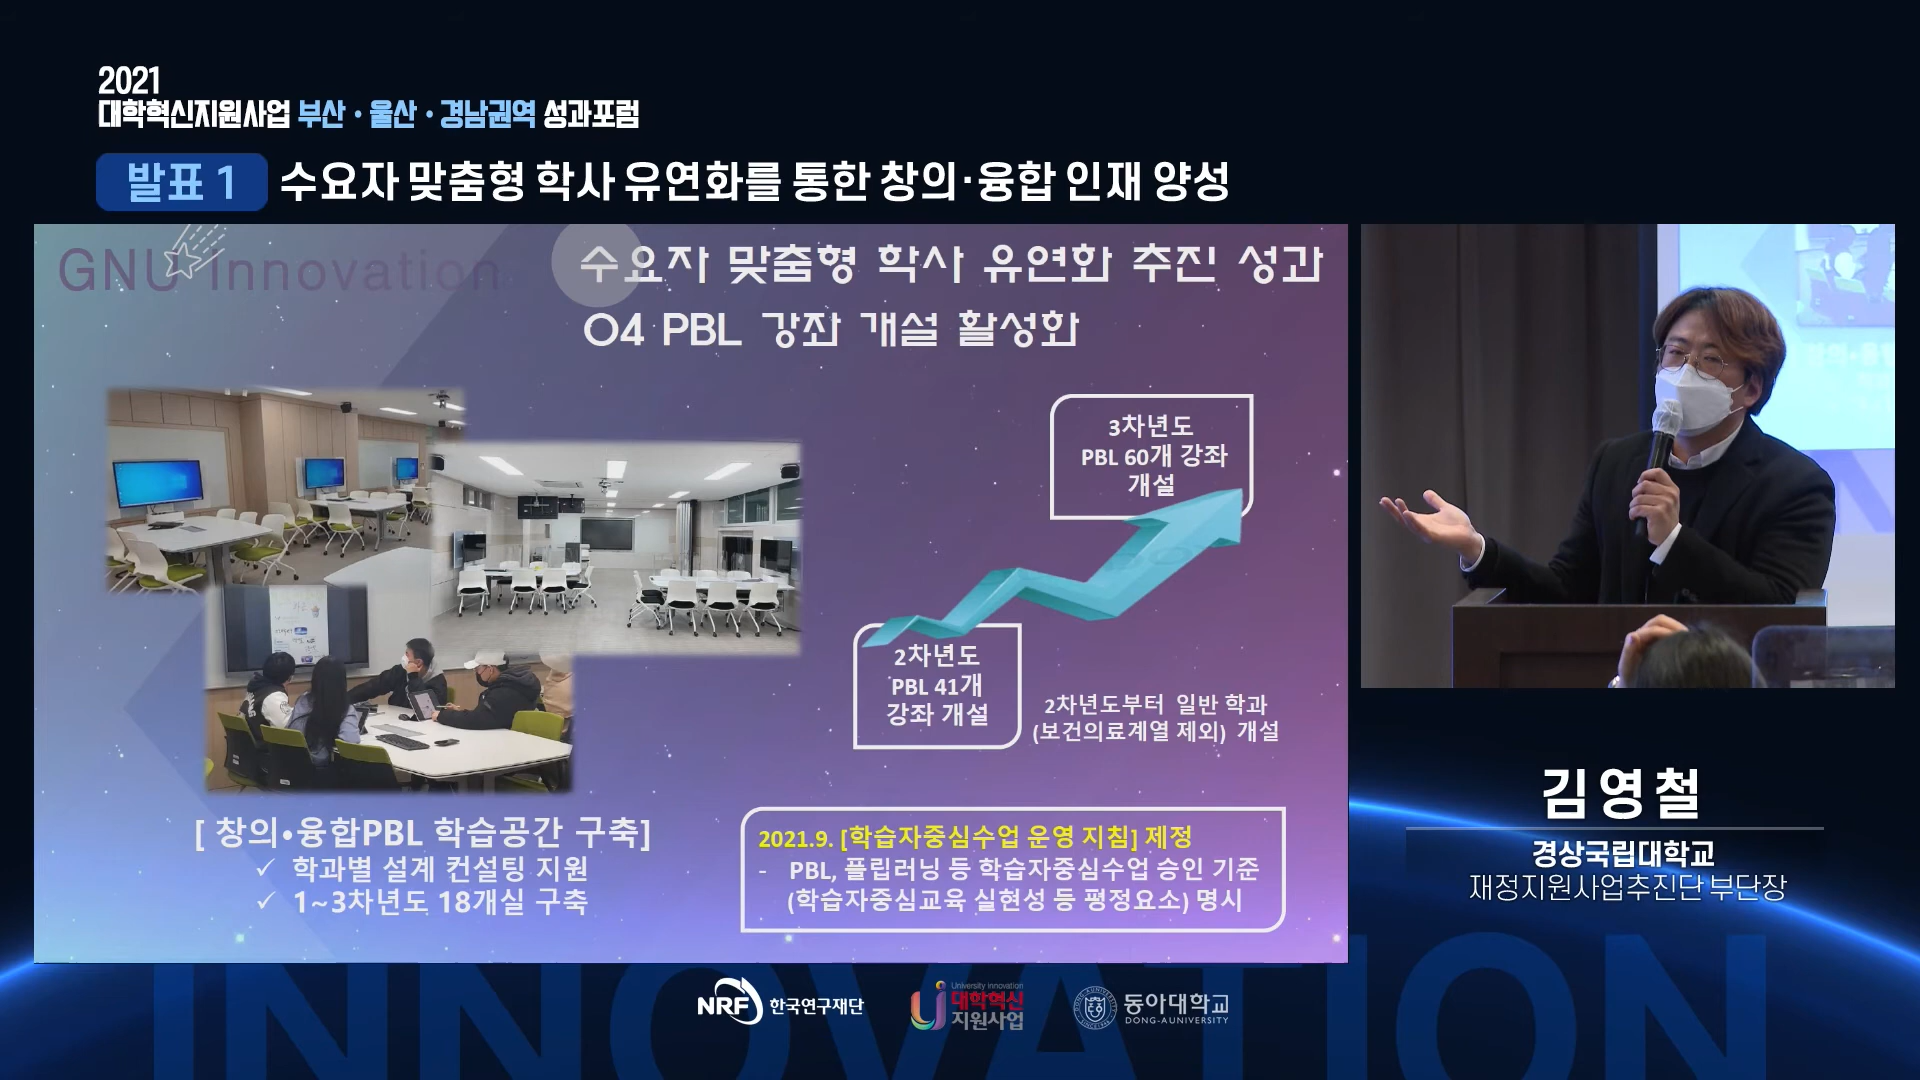 2021
대학혁신지원사업 부산·울산·경남권역 성과포럼
발표 1 수요자 맞춤형 학사 유연화를 통한 창의·융합 인재 양성
GNU Innovation
수요자 맞춤형 학사 유연화 추진 성과
04 PBL 강좌 개설 활성화
3차년도
PBL 60개 강좌
개설
2차년도
PBL 41개
강좌 개설
2차년도부터 일반 학과
(보건의료계열 제외) 개설
[ 창의•융합PBL 학습공간 구축]
✓ 학과별 설계 컨설팅 지원
✓ 1~3차년도 18개실 구축
2021.9. [학습자중심수업 운영 지침] 제정
- PBL, 플립러닝 등 학습자중심수업 승인 기준
(학습자중심교육 실현성 등 평정요소) 명시
김영철
경상국립대학교
재정지원사업추진단 부단장
INNOVATION
NRF 한국연구재단
University Innovation
대학혁신
지원사업
동아대학교
DONG-A UNIVERSITY